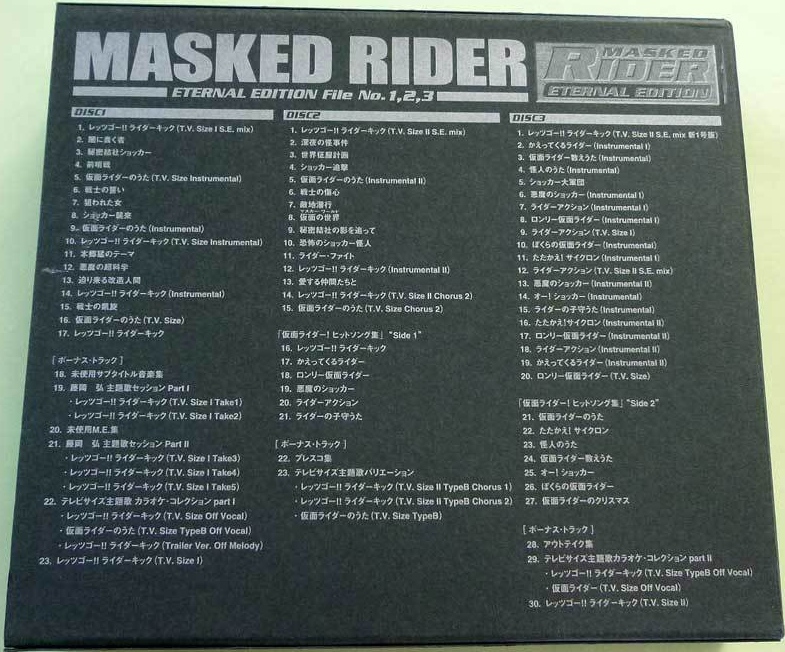 MASKED RIDER
ETERNAL EDITION File No.1,2,3
MASKED
RIDER
ETERNAL EDITION
DISC1
1. レッツゴー!! ライダーキック (T.V. Size I S.E. mix)
2. 闇に蠢く者
3. 秘密結社ショッカー
4. 前哨戦
5. 仮面ライダーのうた (T.V. Size Instrumental)
6. 戦士の誓い
7. 狙われた女
8. ショッカー襲来
9. 仮面ライダーのうた (Instrumental)
10. レッツゴー!! ライダーキック (T.V. Size Instrumental)
11. 本郷猛のテーマ
12. 悪魔の超科学
13. 迫り来る改造人間
14. レッツゴー!! ライダーキック (Instrumental)
15. 戦士の凱旋
16. 仮面ライダーのうた (T.V. Size)
17. レッツゴー!! ライダーキック
[ ボーナス・トラック ]
18. 未使用サブタイトル音楽集
19. 藤岡 弘 主題歌セッション Part I
・レッツゴー!! ライダーキック (T.V. Size I Take1)
・レッツゴー!! ライダーキック (T.V. Size I Take2)
20. 未使用M.E.集
21. 藤岡 弘 主題歌セッション Part II
・レッツゴー!! ライダーキック (T.V. Size I Take3)
・レッツゴー!! ライダーキック (T.V. Size I Take4)
・レッツゴー!! ライダーキック (T.V. Size I Take5)
22. テレビサイズ主題歌 カラオケ・コレクション part I
・レッツゴー!! ライダーキック (T.V. Size Off Vocal)
・仮面ライダーのうた (T.V. Size TypeB Off Vocal)
・レッツゴー!! ライダーキック (Trailer Ver. Off Melody)
23. レッツゴー!! ライダーキック (T.V. Size I)
DISC2
1. レッツゴー!! ライダーキック (T.V. Size II S.E. mix)
2. 深夜の怪事件
3. 世界征服計画
4. ショッカー追撃
5. 仮面ライダーのうた (Instrumental II)
6. 戦士の傷心
7. 敵地潜行
8. 仮面の世界
9. 秘密結社の影を追って
10. 恐怖のショッカー怪人
11. ライダー・ファイト
12. レッツゴー!! ライダーキック (Instrumental II)
13. 愛する仲間たちと
14. レッツゴー!! ライダーキック (T.V. Size II Chorus 2)
15. 仮面ライダーのうた (T.V. Size Chorus 2)
「仮面ライダー! ヒットソング集」"Side 1"
16. レッツゴー!! ライダーキック
17. かえってくるライダー
18. ロンリー仮面ライダー
19. 悪魔のショッカー
20. ライダーアクション
21. ライダーの子守うた
[ ボーナス・トラック ]
22. プレスコ集
23. テレビサイズ主題歌バリエーション
・レッツゴー!! ライダーキック (T.V. Size II TypeB Chorus 1)
・レッツゴー!! ライダーキック (T.V. Size II TypeB Chorus 2)
・仮面ライダーのうた (T.V. Size TypeB)
DISC3
1. レッツゴー!! ライダーキック (T.V. Size II S.E. mix 新1号版)
2. かえってくるライダー (Instrumental I)
3. 仮面ライダー数えうた (Instrumental)
4. 怪人のうた (Instrumental)
5. ショッカー大軍団
6. 悪魔のショッカー (Instrumental I)
7. ライダーアクション (Instrumental I)
8. ロンリー仮面ライダー (Instrumental I)
9. ライダーアクション (T.V. Size I)
10. ぼくらの仮面ライダー (Instrumental)
11. たたかえ! サイクロン (Instrumental I)
12. ライダーアクション (T.V. Size II S.E. mix)
13. 悪魔のショッカー (Instrumental II)
14. オー! ショッカー (Instrumental)
15. ライダーの子守うた (Instrumental)
16. たたかえ!サイクロン (Instrumental II)
17. ロンリー仮面ライダー (Instrumental II)
18. ライダーアクション (Instrumental II)
19. かえってくるライダー (Instrumental II)
20. ロンリー仮面ライダー (T.V. Size)
「仮面ライダー! ヒットソング集」"Side 2"
21. 仮面ライダーのうた
22. たたかえ! サイクロン
23. 怪人のうた
24. 仮面ライダー数えうた
25. オー! ショッカー
26. ぼくらの仮面ライダー
27. 仮面ライダーのクリスマス
[ ボーナス・トラック ]
28. アウトテイク集
29. テレビサイズ主題歌カラオケ・コレクション part II
・レッツゴー!! ライダーキック (T.V. Size TypeB Off Vocal)
・仮面ライダー (T.V. Size Off Vocal)
30. レッツゴー!! ライダーキック (T.V. Size II)